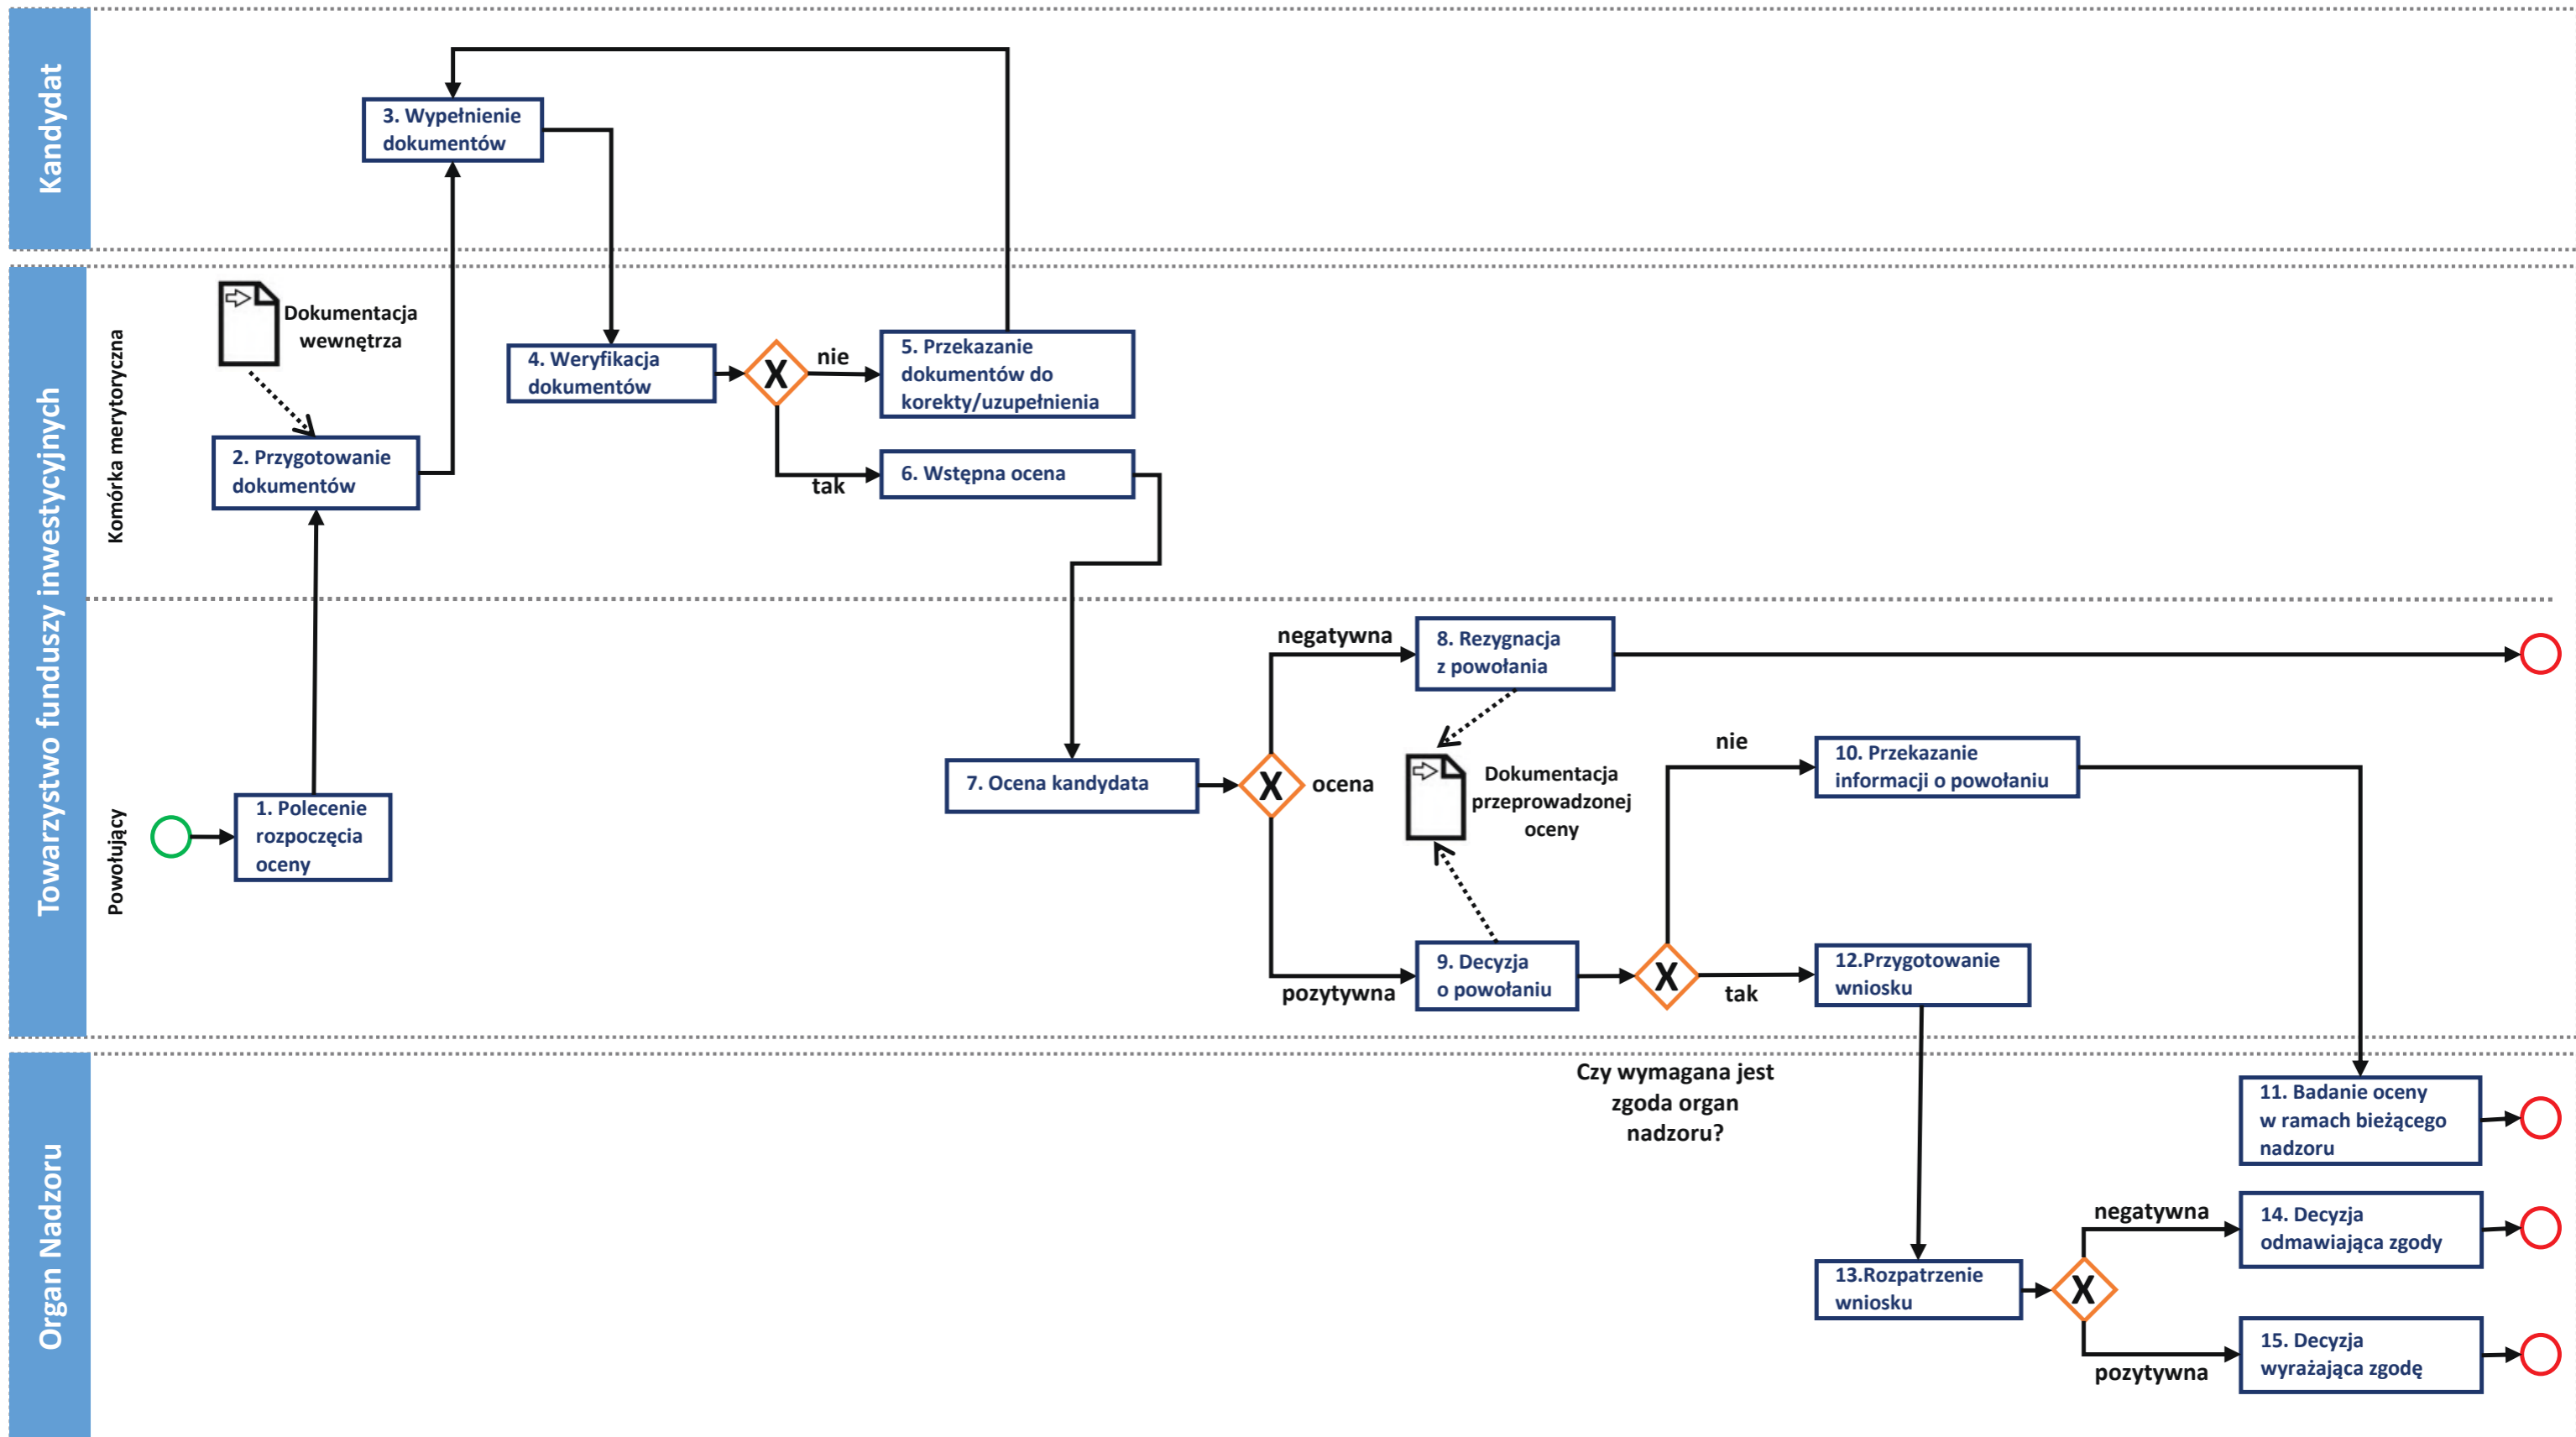 Kandydat
3. Wypełnienie
dokumentów
Towarzystwo funduszy inwestycyjnych
Komórka merytoryczna
Dokumentacja
wewnętrza
2. Przygotowanie
dokumentów
4. Weryfikacja
dokumentów
X
nie
tak
5. Przekazanie
dokumentów do
korekty/uzupełnienia
6. Wstępna ocena
Powołujący
1. Polecenie
rozpoczęcia
oceny
7. Ocena kandydata
X
ocena
negatywna
pozytywna
8. Rezygnacja
z powołania
Dokumentacja
przeprowadzonej
oceny
9. Decyzja
o powołaniu
X
nie
tak
10. Przekazanie
informacji o powołaniu
12.Przygotowanie
wniosku
Organ Nadzoru
Czy wymagana jest
zgoda organ
nadzoru?
11. Badanie oceny
w ramach bieżącego
nadzoru
13.Rozpatrzenie
wniosku
X
negatywna
pozytywna
14. Decyzja
odmawiająca zgody
15. Decyzja
wyrażająca zgodę